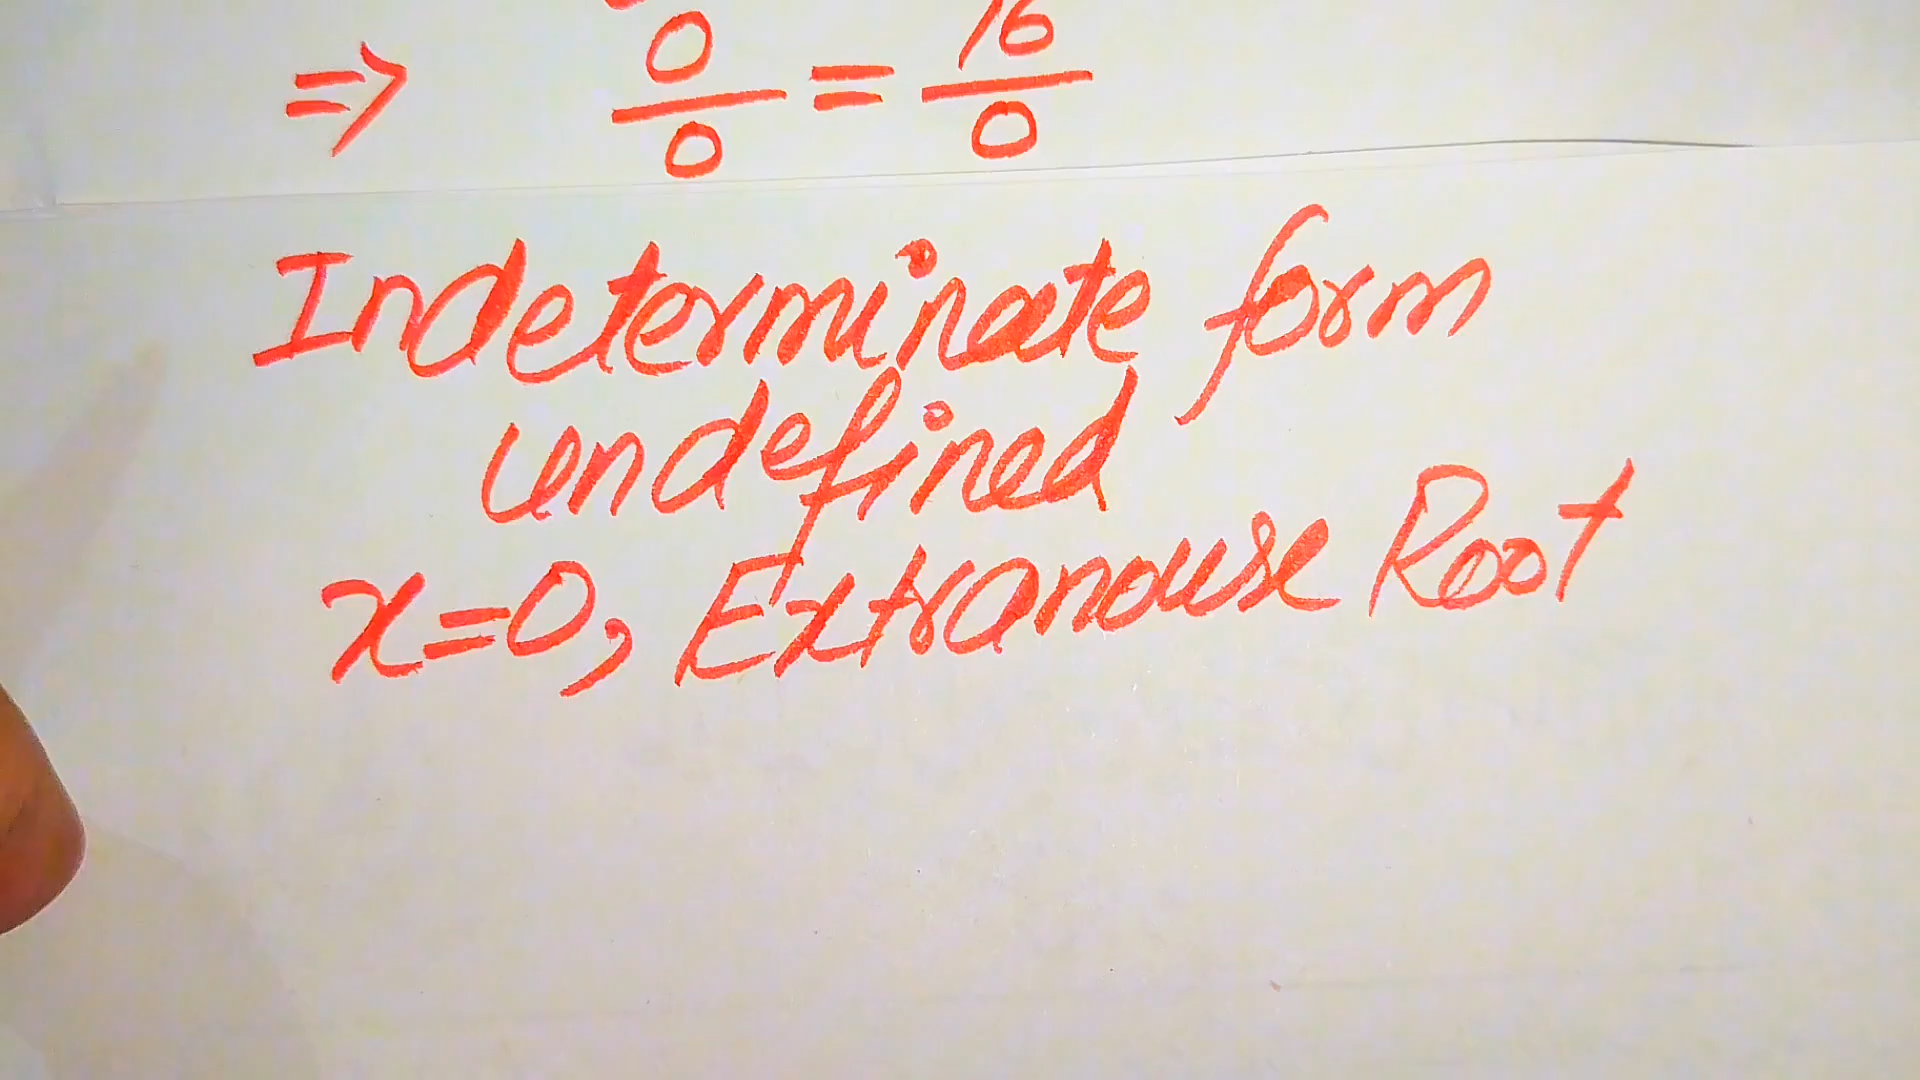 ⇒ 0/0 = 16/0
Indeterminate form
undefined
x=0, Extranouse Root